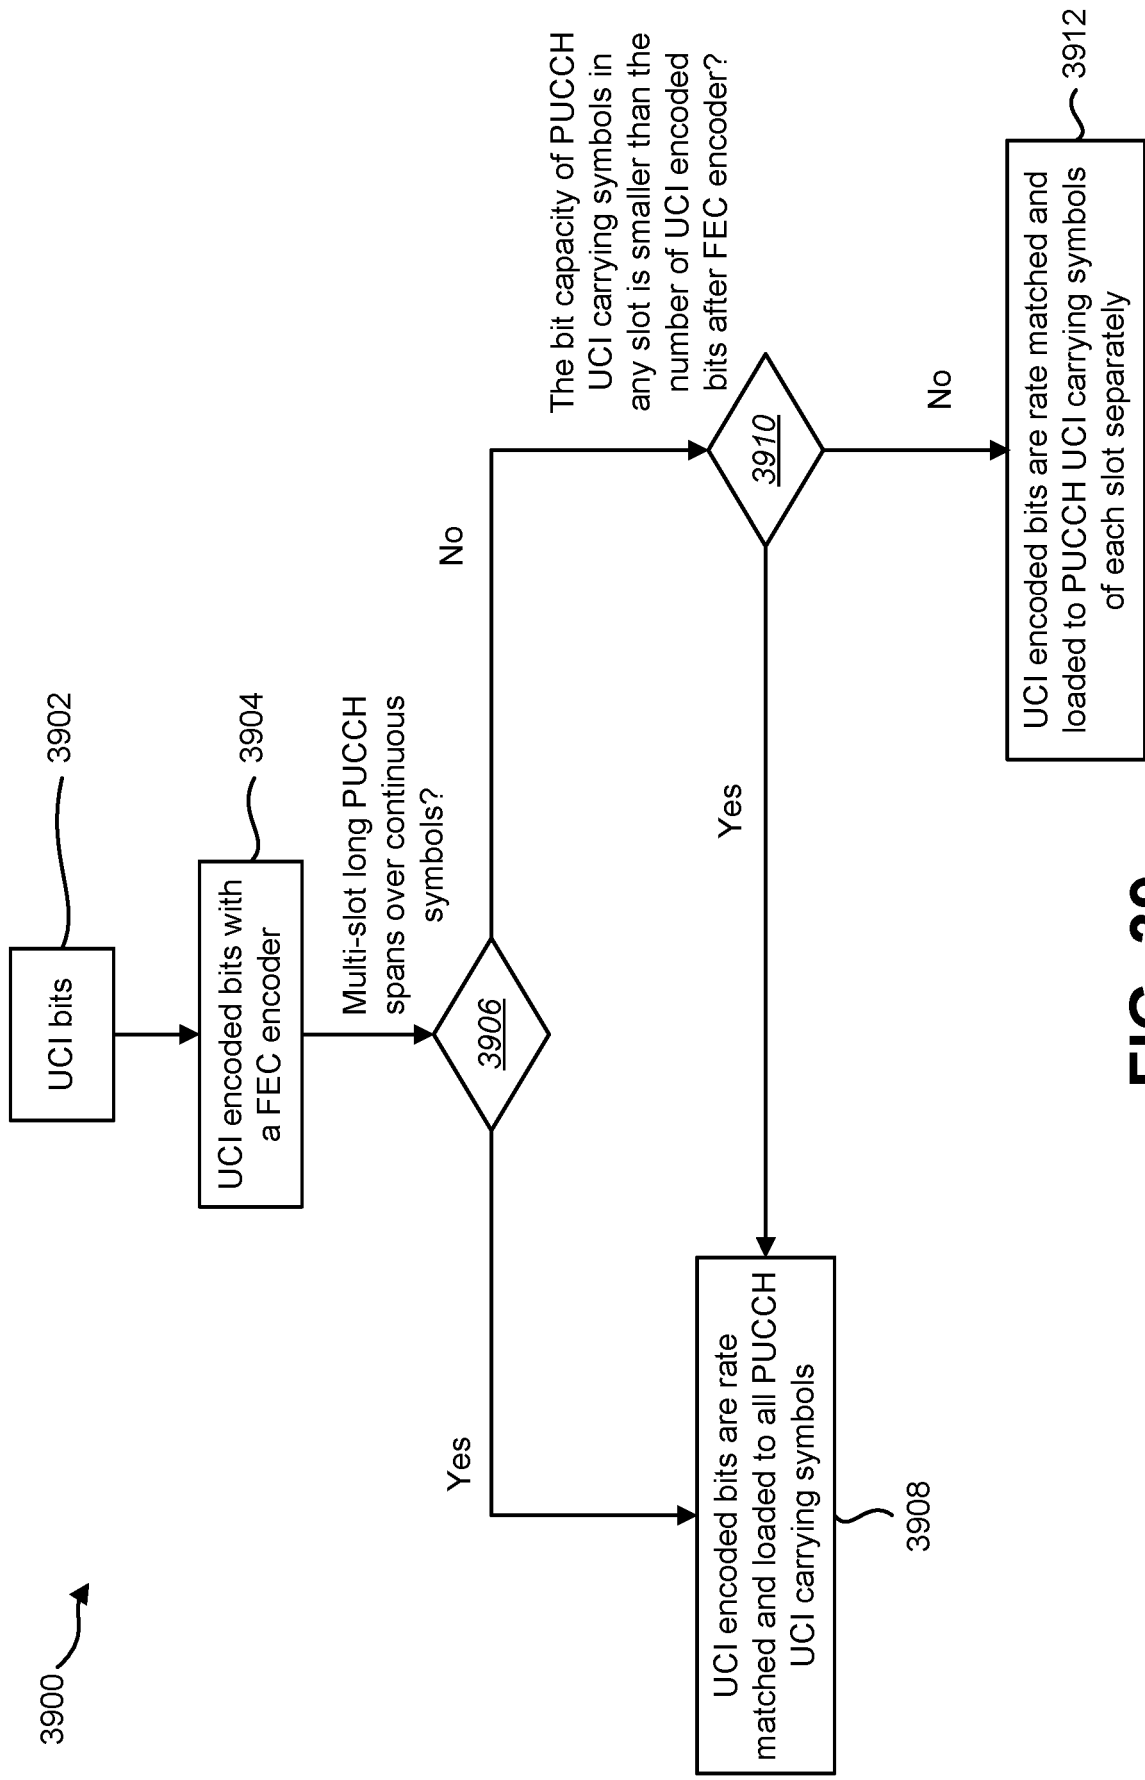 3900
UCI bits
3902
UCI encoded bits with
a FEC encoder
3904
Multi-slot long PUCCH
spans over continuous
symbols?
3906
Yes
No
The bit capacity of PUCCH
UCI carrying symbols in
any slot is smaller than the
number of UCI encoded
bits after FEC encoder?
3910
Yes
No
UCI encoded bits are rate
matched and loaded to all PUCCH
UCI carrying symbols
3908
UCI encoded bits are rate matched and
loaded to PUCCH UCI carrying symbols
of each slot separately
3912
FIG. 39